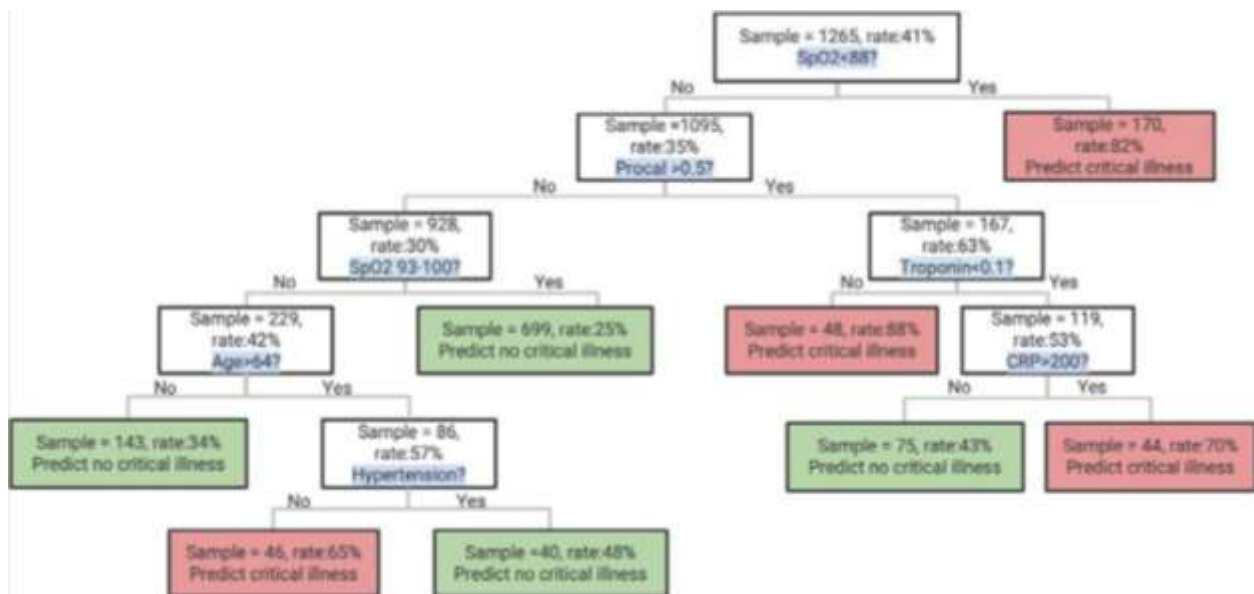 Sample = 1265, rate:41%
SpO2<88?
No
Yes
Sample =1095,
rate:35%
Procal >0.5?
Sample = 170,
rate:82%
Predict critical illness
No
Yes
Sample = 928,
rate:30%
SpO2 93-100?
Sample = 167,
rate:63%
Troponin<0.1?
No
Yes
No
Yes
Sample = 229,
rate:42%
Age>64?
Sample = 699, rate:25%
Predict no critical illness
Sample = 48, rate:88%
Predict critical illness
Sample = 119,
rate:53%
CRP>200?
No
Yes
No
Yes
Sample = 143, rate:34%
Predict no critical illness
Sample = 86,
rate:57%
Hypertension?
Sample = 75, rate:43%
Predict no critical illness
Sample = 44, rate:70%
Predict critical illness
No
Yes
Sample = 46, rate:65%
Predict critical illness
Sample =40, rate:48%
Predict no critical illness